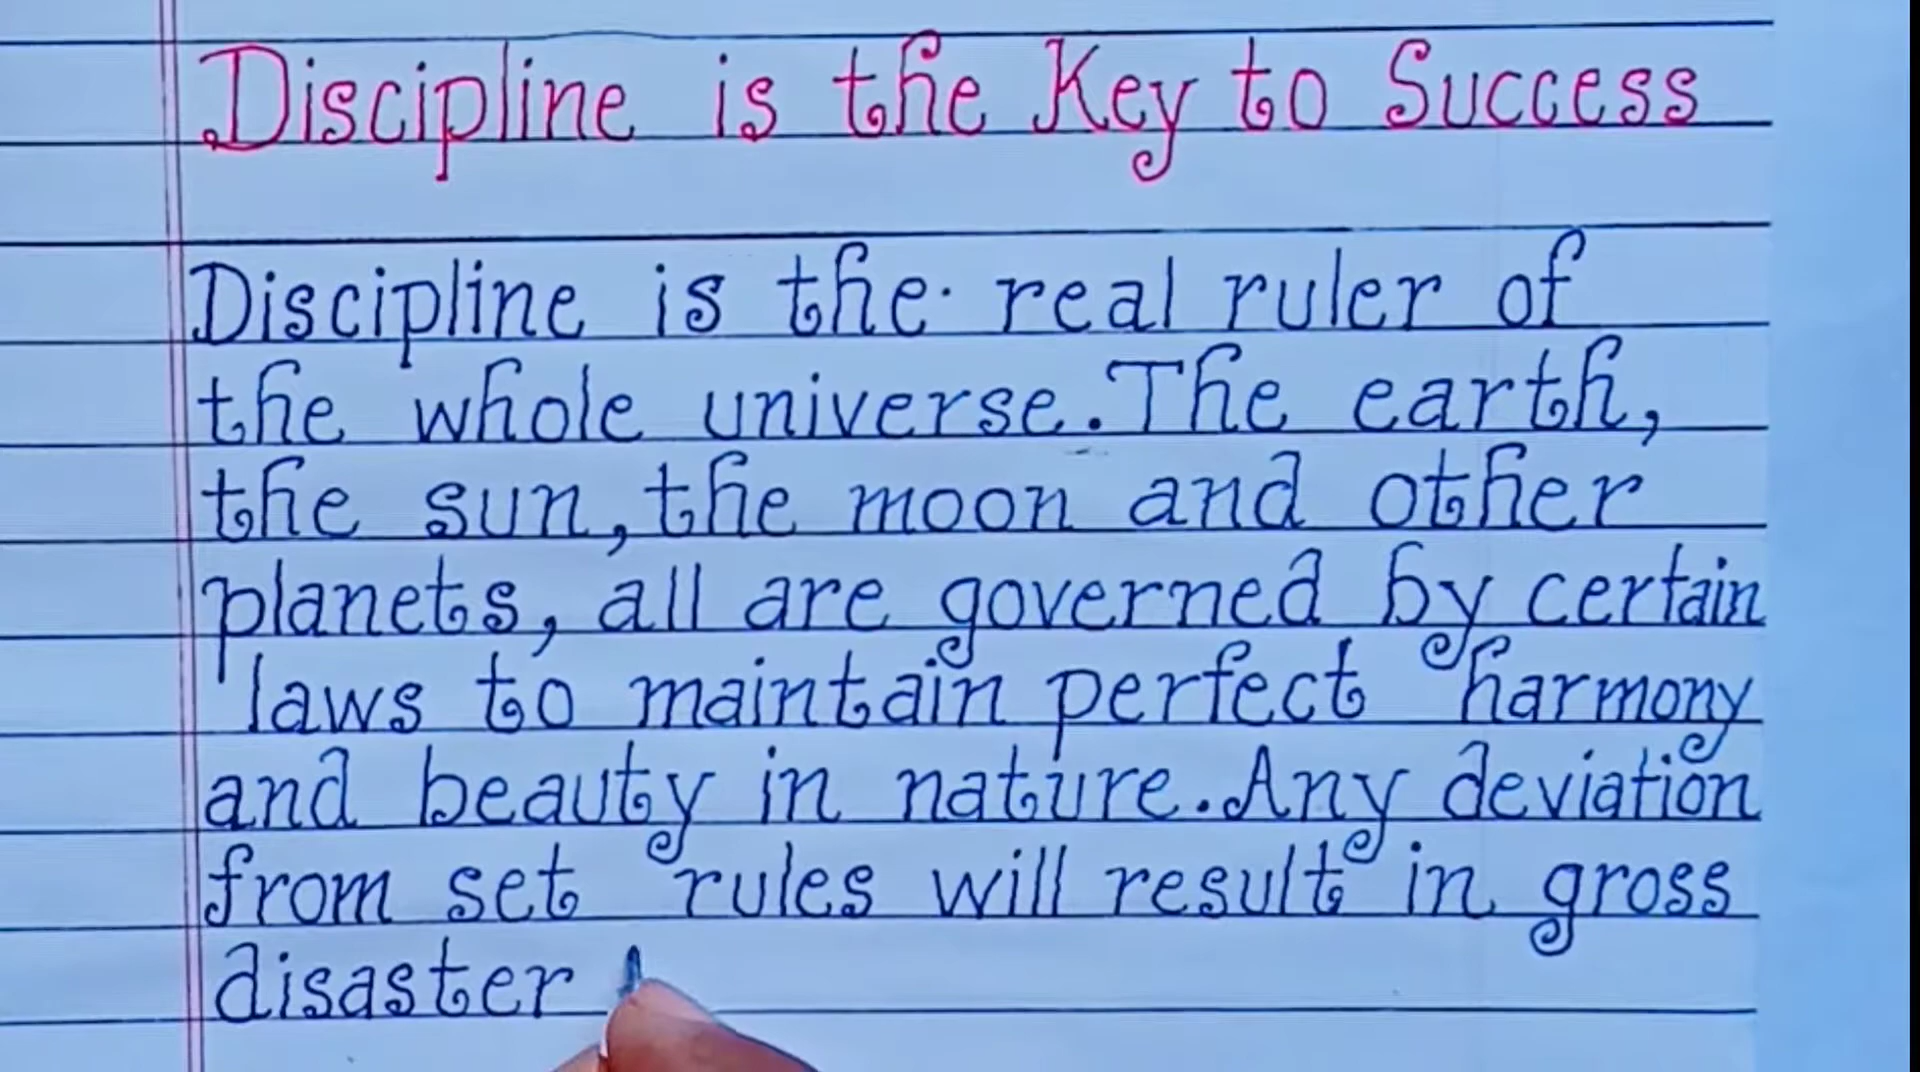 Discipline is the Key to Success
Discipline is the real ruler of
the whole universe. The earth,
the sun, the moon and other
planets, all are governed by certain
laws to maintain perfect harmony
and beauty in nature. Any deviation
from set rules will result in gross
disaster